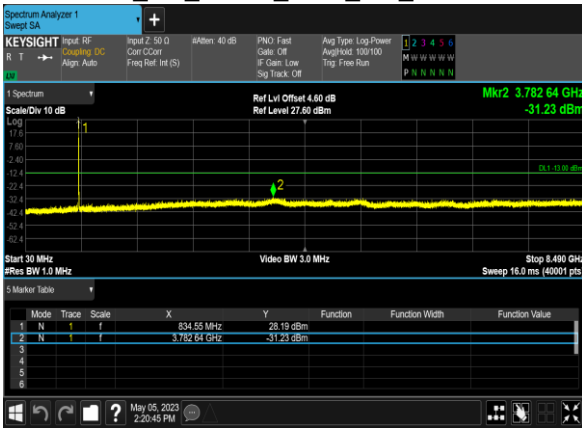 Spectrum Analyzer 1
Swept SA
+
KEYSIGHT Input: RF Input Z: 50 Ω #Atten: 40 dB PNO: Fast Avg Type: Log-Power 1 2 3 4 5 6
R T Coupling: DC Corr CCorr Gate: Off Avg|Hold: 100/100 M W W W W W
Align: Auto Freq Ref: Int (S) IF Gain: Low Trig: Free Run
LU Sig Track: Off P N N N N N
1 Spectrum Ref Lvl Offset 4.60 dB Mkr2 3.782 64 GHz
Scale/Div 10 dB Ref Level 27.60 dBm -31.23 dBm
Log
17.6
7.60
-2.40
-12.4
-22.4
-32.4
-42.4
-52.4
-62.4
1
DL1 -13.00 dBm
2
Start 30 MHz Video BW 3.0 MHz Stop 8.490 GHz
#Res BW 1.0 MHz Sweep 16.0 ms (40001 pts
5 Marker Table
Mode Trace Scale X Y Function Function Width Function Value
1 N 1 f 834.55 MHz 28.19 dBm
2 N 1 f 3.782 64 GHz -31.23 dBm
3
4
5
6
? May 05, 2023
2:20:45 PM